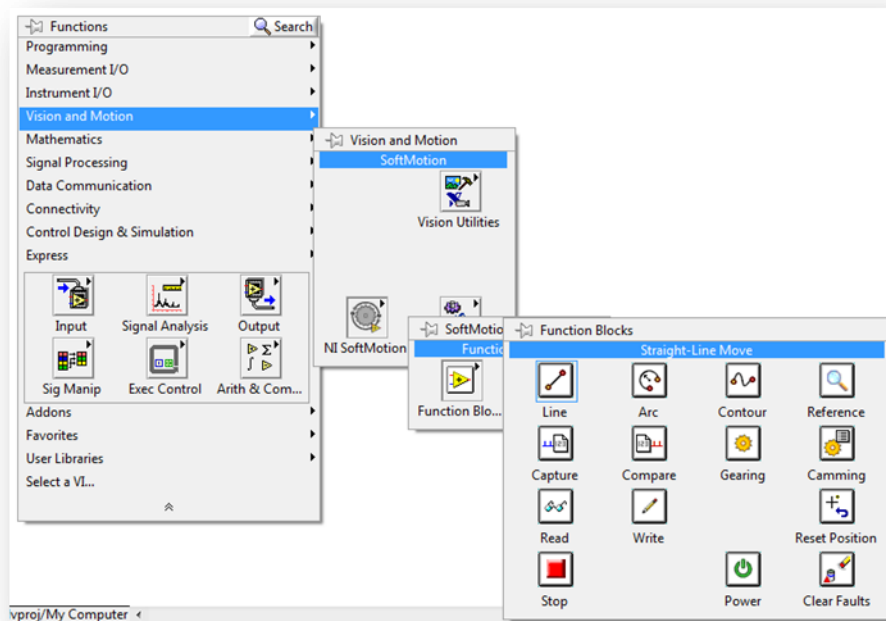 Functions
Search
Programming
Measurement I/O
Instrument I/O
Vision and Motion
Mathematics
Signal Processing
Data Communication
Connectivity
Control Design & Simulation
Express
Input Signal Analysis Output
Sig Manip Exec Control Arith & Com...
Addons
Favorites
User Libraries
Select a VI...
Vision and Motion
SoftMotion
Vision Utilities
NI SoftMotion
SoftMotio
Functio
Function Blo...
Function Blocks
Straight-Line Move
Line Arc Contour Reference
Capture Compare Gearing Camming
Read Write Reset Position
Stop Power Clear Faults
vproj/My Computer